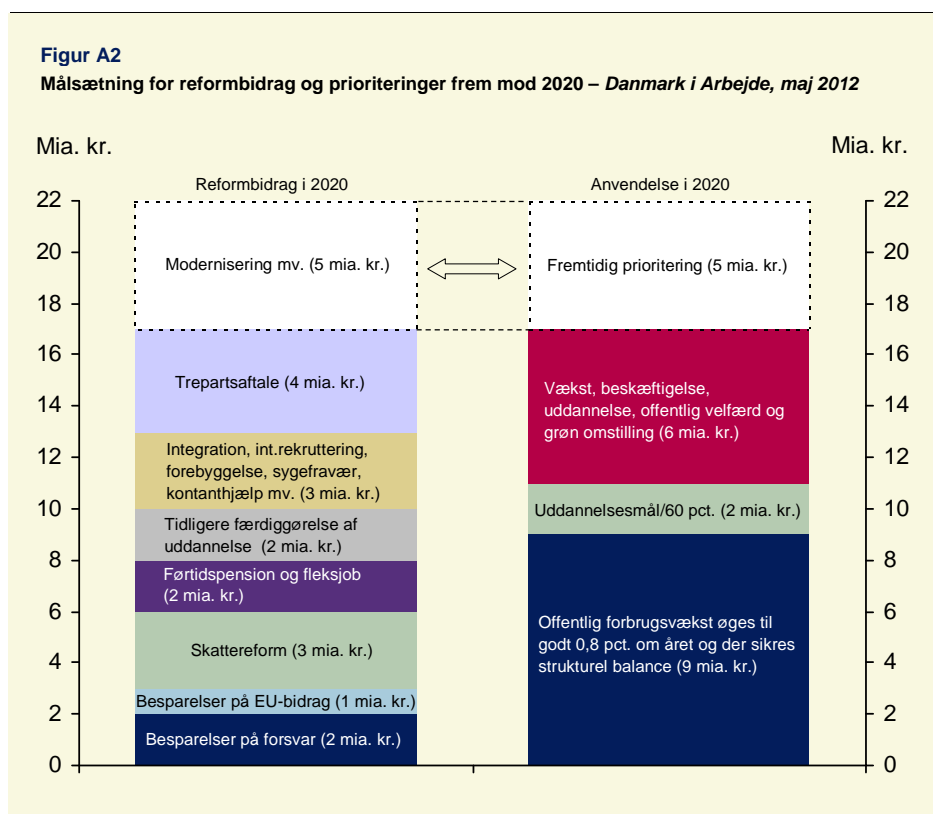 Figur A2
Målsætning for reformbidrag og prioriteringer frem mod 2020 – Danmark i Arbejde, maj 2012
Mia. kr.
Mia. kr.
Reformbidrag i 2020
Anvendelse i 2020
22
20
18
16
14
12
10
8
6
4
2
0
Modernisering mv. (5 mia. kr.)
Trepartsaftale (4 mia. kr.)
Integration, int.rekruttering,
forebyggelse, sygefravær,
kontanthjælp mv. (3 mia. kr.)
Tidligere færdiggørelse af
uddannelse (2 mia. kr.)
Førtidspension og fleksjob
(2 mia. kr.)
Skattereform (3 mia. kr.)
Besparelser på EU-bidrag (1 mia. kr.)
Besparelser på forsvar (2 mia. kr.)
Fremtidig prioritering (5 mia. kr.)
Vækst, beskæftigelse,
uddannelse, offentlig velfærd og
grøn omstilling (6 mia. kr.)
Uddannelsesmål/60 pct. (2 mia. kr.)
Offentlig forbrugsvækst øges til
godt 0,8 pct. om året og der sikres
strukturel balance (9 mia. kr.)
22
20
18
16
14
12
10
8
6
4
2
0